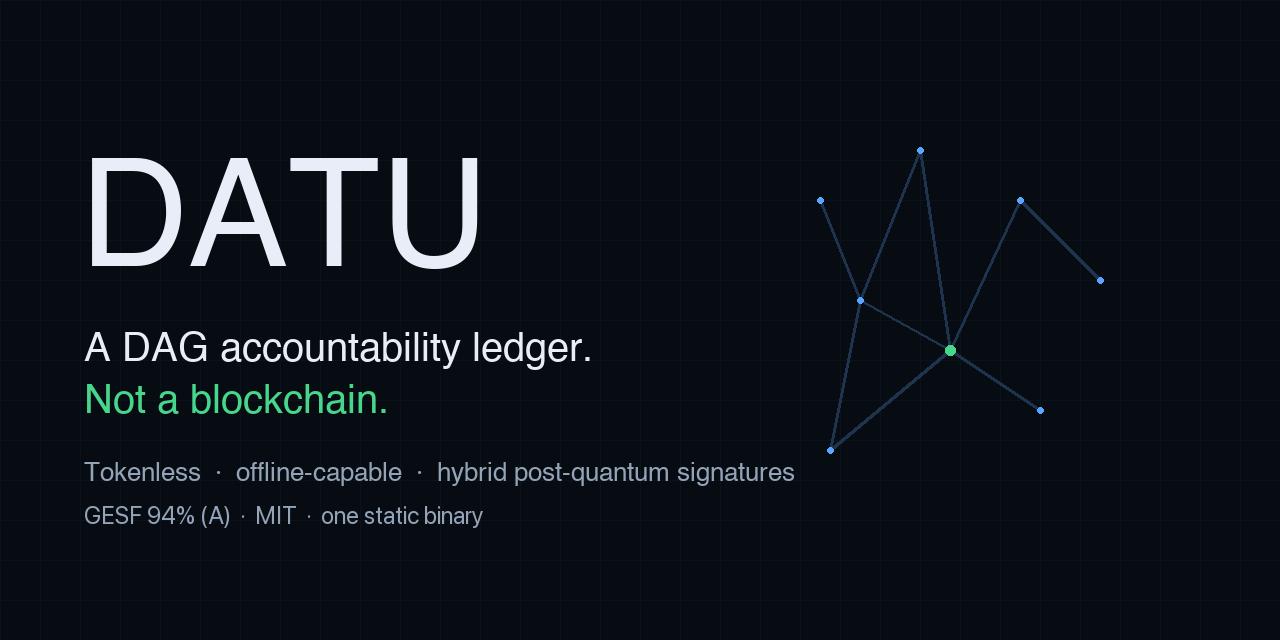 DATU
A DAG accountability ledger.
Not a blockchain.
Tokenless · offline-capable · hybrid post-quantum signatures
GESF 94% (A) · MIT · one static binary